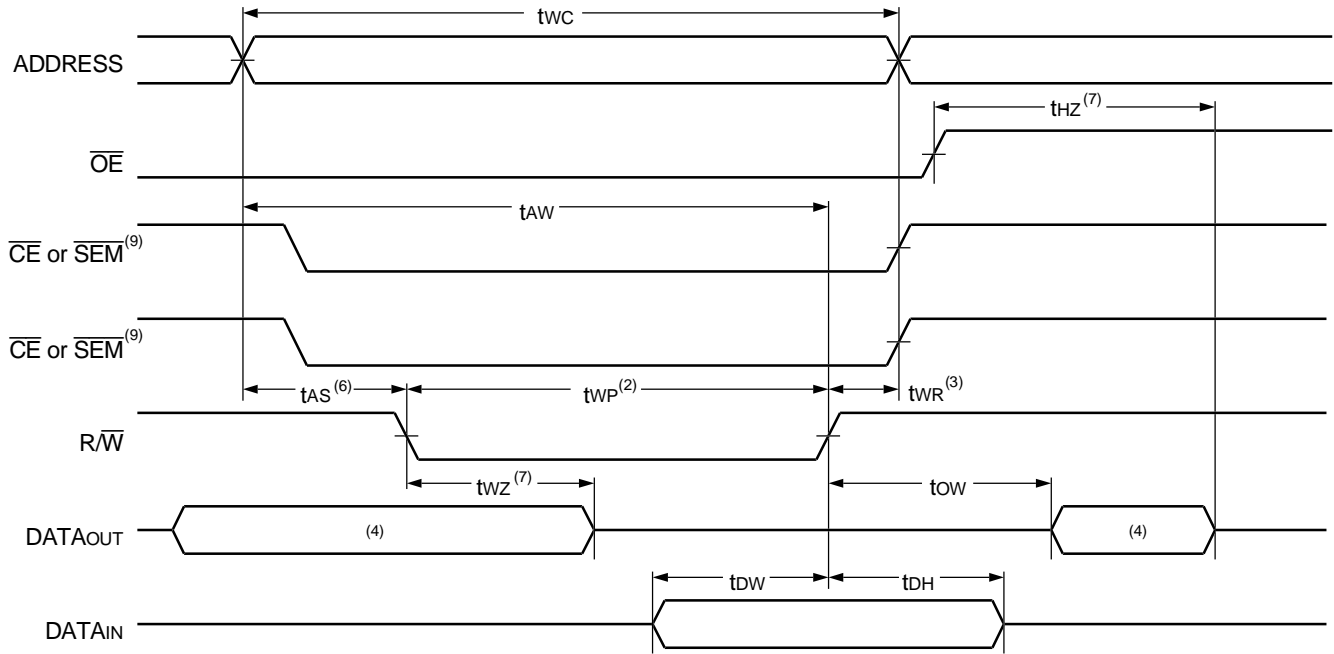 tWC
ADDRESS
tHZ(7)
OE
tAW
CE or SEM(9)
CE or SEM(9)
tAS(6)
tWP(2)
tWR(3)
R/W
tWZ(7)
tOW
DATAOUT
(4)
(4)
tDW
tDH
DATAIN